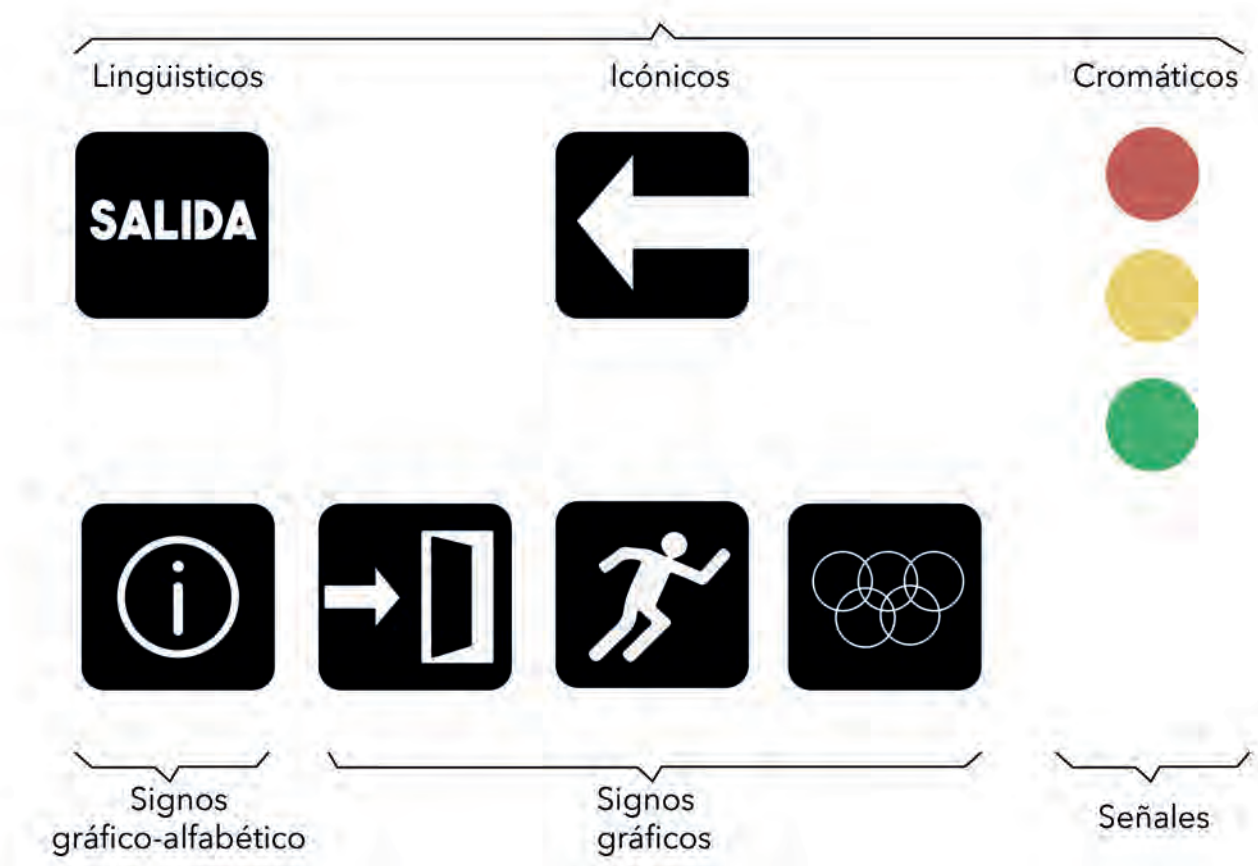 Lingüisticos
Icónicos
Cromáticos
SALIDA
i
Signos
gráfico-alfabético
Signos
gráficos
Señales